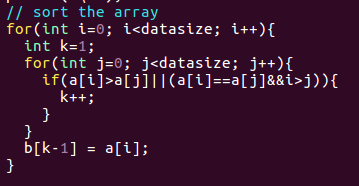 // sort the array
for(int i=0; i<datasize; i++){
  int k=1;
  for(int j=0; j<datasize; j++){
    if(a[i]>a[j]||(a[i]==a[j]&&i>j)){
      k++;
    }
  }
  b[k-1] = a[i];
}